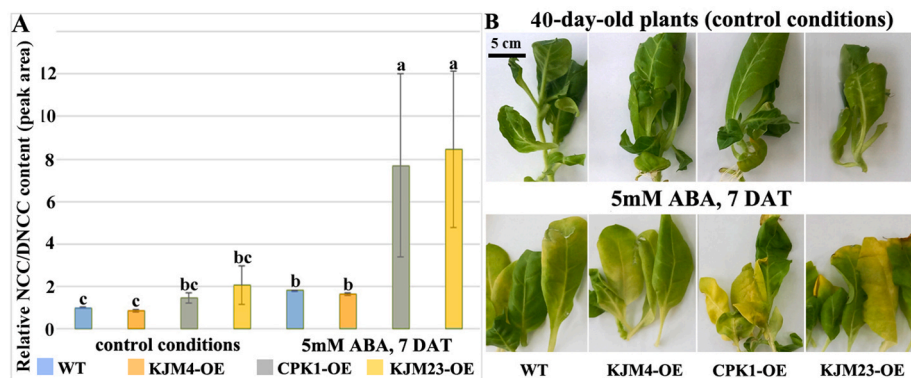 A
Relative NCC/DNCC content (peak area)
12
10
8
6
4
2
0
c
c
bc
bc
b
b
a
a
control conditions
5mM ABA, 7 DAT
WT
KJM4-OE
CPK1-OE
KJM23-OE
B
40-day-old plants (control conditions)
5 cm
5mM ABA, 7 DAT
WT
KJM4-OE
CPK1-OE
KJM23-OE